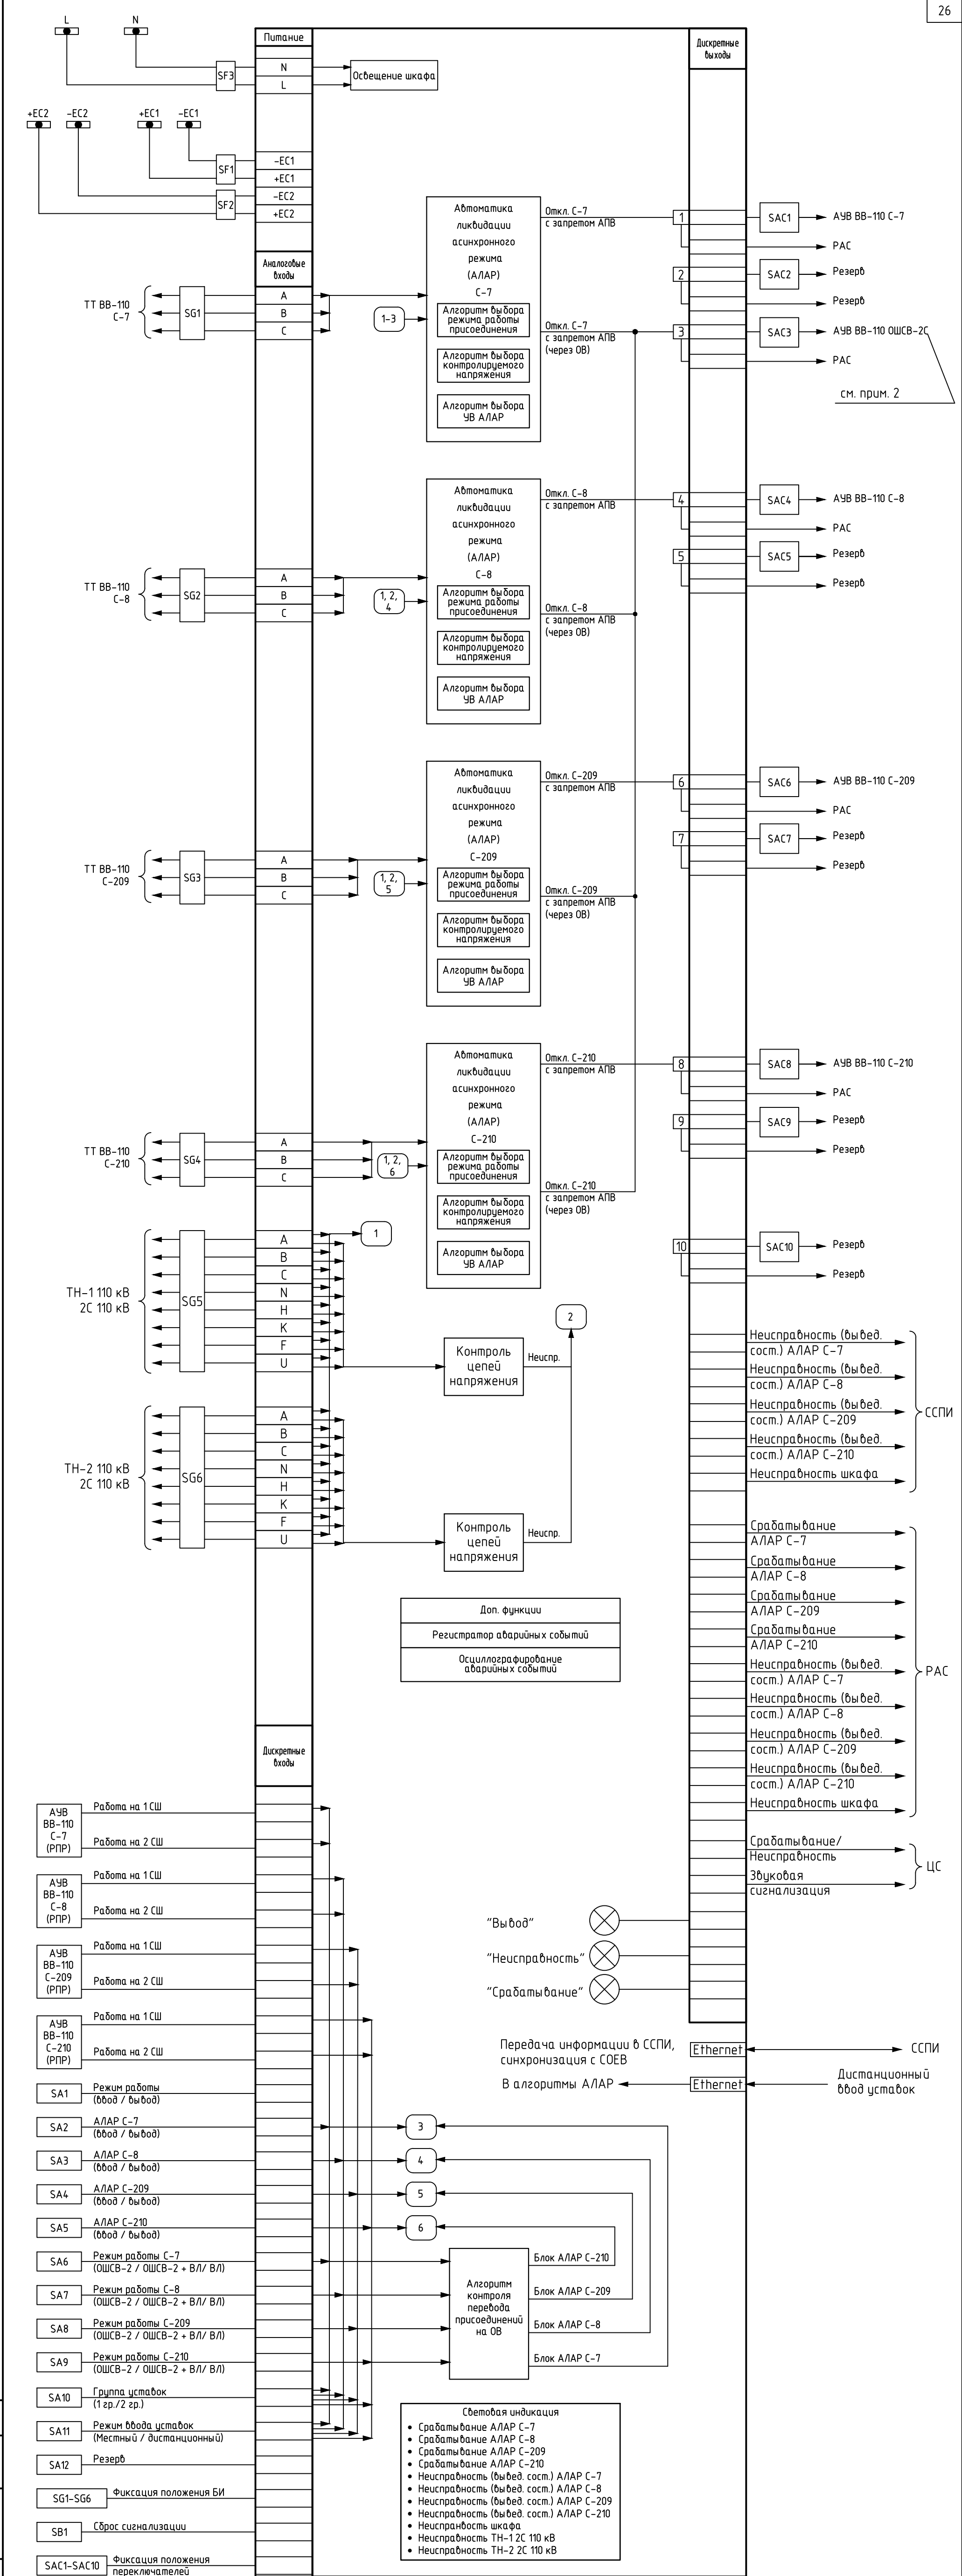 26
L
N
Питание
Дискретные
выходы
SF3
N
L
Освещение шкафа
+EC2
-EC2
+EC1
-EC1
SF1
-EC1
+EC1
SF2
-EC2
+EC2
Аналоговые
входы
ТТ ВВ-110
С-7
SG1
A
B
C
1-3
Автоматика
ликвидации
асинхронного
режима
(АЛАР)
С-7
Алгоритм выбора
режима работы
присоединения
Алгоритм выбора
контролируемого
напряжения
Алгоритм выбора
УВ АЛАР
Откл. С-7
с запретом АПВ
Откл. С-7
с запретом АПВ
(через ОВ)
1
SAC1
АУВ ВВ-110 С-7
РАС
2
SAC2
Резерв
Резерв
3
SAC3
АУВ ВВ-110 ОШСВ-2С
РАС
см. прим. 2
ТТ ВВ-110
С-8
SG2
A
B
C
1, 2,
4
Автоматика
ликвидации
асинхронного
режима
(АЛАР)
С-8
Алгоритм выбора
режима работы
присоединения
Алгоритм выбора
контролируемого
напряжения
Алгоритм выбора
УВ АЛАР
Откл. С-8
с запретом АПВ
Откл. С-8
с запретом АПВ
(через ОВ)
4
SAC4
АУВ ВВ-110 С-8
РАС
5
SAC5
Резерв
Резерв
ТТ ВВ-110
С-209
SG3
A
B
C
1, 2,
5
Автоматика
ликвидации
асинхронного
режима
(АЛАР)
С-209
Алгоритм выбора
режима работы
присоединения
Алгоритм выбора
контролируемого
напряжения
Алгоритм выбора
УВ АЛАР
Откл. С-209
с запретом АПВ
Откл. С-209
с запретом АПВ
(через ОВ)
6
SAC6
АУВ ВВ-110 С-209
РАС
7
SAC7
Резерв
Резерв
ТТ ВВ-110
С-210
SG4
A
B
C
1, 2,
6
Автоматика
ликвидации
асинхронного
режима
(АЛАР)
С-210
Алгоритм выбора
режима работы
присоединения
Алгоритм выбора
контролируемого
напряжения
Алгоритм выбора
УВ АЛАР
Откл. С-210
с запретом АПВ
Откл. С-210
с запретом АПВ
(через ОВ)
8
SAC8
АУВ ВВ-110 С-210
РАС
9
SAC9
Резерв
Резерв
10
SAC10
Резерв
Резерв
ТН-1 110 кВ
2С 110 кВ
SG5
A
B
C
N
H
K
F
U
1
2
Контроль
цепей
напряжения
Неиспр.
ТН-2 110 кВ
2С 110 кВ
SG6
A
B
C
N
H
K
F
U
Контроль
цепей
напряжения
Неиспр.
Неисправность (вывед.
сост.) АЛАР С-7
Неисправность (вывед.
сост.) АЛАР С-8
Неисправность (вывед.
сост.) АЛАР С-209
Неисправность (вывед.
сост.) АЛАР С-210
Неисправность шкафа
ССПИ
Доп. функции
Регистратор аварийных событий
Осциллографирование
аварийных событий
Срабатывание
АЛАР С-7
Срабатывание
АЛАР С-8
Срабатывание
АЛАР С-209
Срабатывание
АЛАР С-210
Неисправность (вывед.
сост.) АЛАР С-7
Неисправность (вывед.
сост.) АЛАР С-8
Неисправность (вывед.
сост.) АЛАР С-209
Неисправность (вывед.
сост.) АЛАР С-210
Неисправность шкафа
РАС
Срабатывание/
Неисправность
Звуковая
сигнализация
ЦС
"Вывод"
"Неисправность"
"Срабатывание"
Передача информации в ССПИ,
синхронизация с СОЕВ
Ethernet
ССПИ
В алгоритмы АЛАР
Ethernet
Дистанционный
ввод уставок
Дискретные
входы
АУВ
ВВ-110
С-7
(РПР)
Работа на 1 СШ
Работа на 2 СШ
АУВ
ВВ-110
С-8
(РПР)
Работа на 1 СШ
Работа на 2 СШ
АУВ
ВВ-110
С-209
(РПР)
Работа на 1 СШ
Работа на 2 СШ
АУВ
ВВ-110
С-210
(РПР)
Работа на 1 СШ
Работа на 2 СШ
SA1
Режим работы
(ввод / вывод)
SA2
АЛАР С-7
(ввод / вывод)
3
SA3
АЛАР С-8
(ввод / вывод)
4
SA4
АЛАР С-209
(ввод / вывод)
5
SA5
АЛАР С-210
(ввод / вывод)
6
SA6
Режим работы С-7
(ОШСВ-2 / ОШСВ-2 + ВЛ/ ВЛ)
SA7
Режим работы С-8
(ОШСВ-2 / ОШСВ-2 + ВЛ/ ВЛ)
SA8
Режим работы С-209
(ОШСВ-2 / ОШСВ-2 + ВЛ/ ВЛ)
SA9
Режим работы С-210
(ОШСВ-2 / ОШСВ-2 + ВЛ/ ВЛ)
Алгоритм
контроля
перевода
присоединений
на ОВ
Блок АЛАР С-210
Блок АЛАР С-209
Блок АЛАР С-8
Блок АЛАР С-7
SA10
Группа уставок
(1 гр./2 гр.)
SA11
Режим ввода уставок
(Местный / дистанционный)
SA12
Резерв
SG1-SG6
Фиксация положения БИ
SB1
Сброс сигнализации
SAC1-SAC10
Фиксация положения
переключателей
Световая индикация
• Срабатывание АЛАР С-7
• Срабатывание АЛАР С-8
• Срабатывание АЛАР С-209
• Срабатывание АЛАР С-210
• Неисправность (вывед. сост.) АЛАР С-7
• Неисправность (вывед. сост.) АЛАР С-8
• Неисправность (вывед. сост.) АЛАР С-209
• Неисправность (вывед. сост.) АЛАР С-210
• Неисправность шкафа
• Неисправность ТН-1 2С 110 кВ
• Неисправность ТН-2 2С 110 кВ